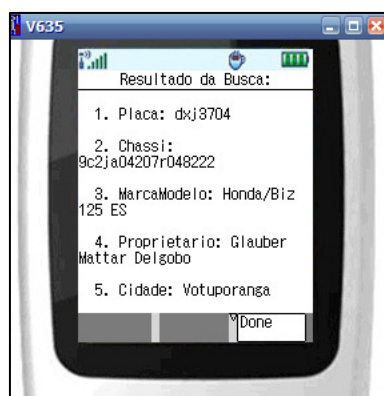 V635
Resultado da Busca:
1. Placa: dxj3704
2. Chassi:
9c2ja04207r048222
3. MarcaModelo: Honda/Biz
125 ES
4. Proprietario: Glauber
Mattar Delgobo
5. Cidade: Votuporanga
Done